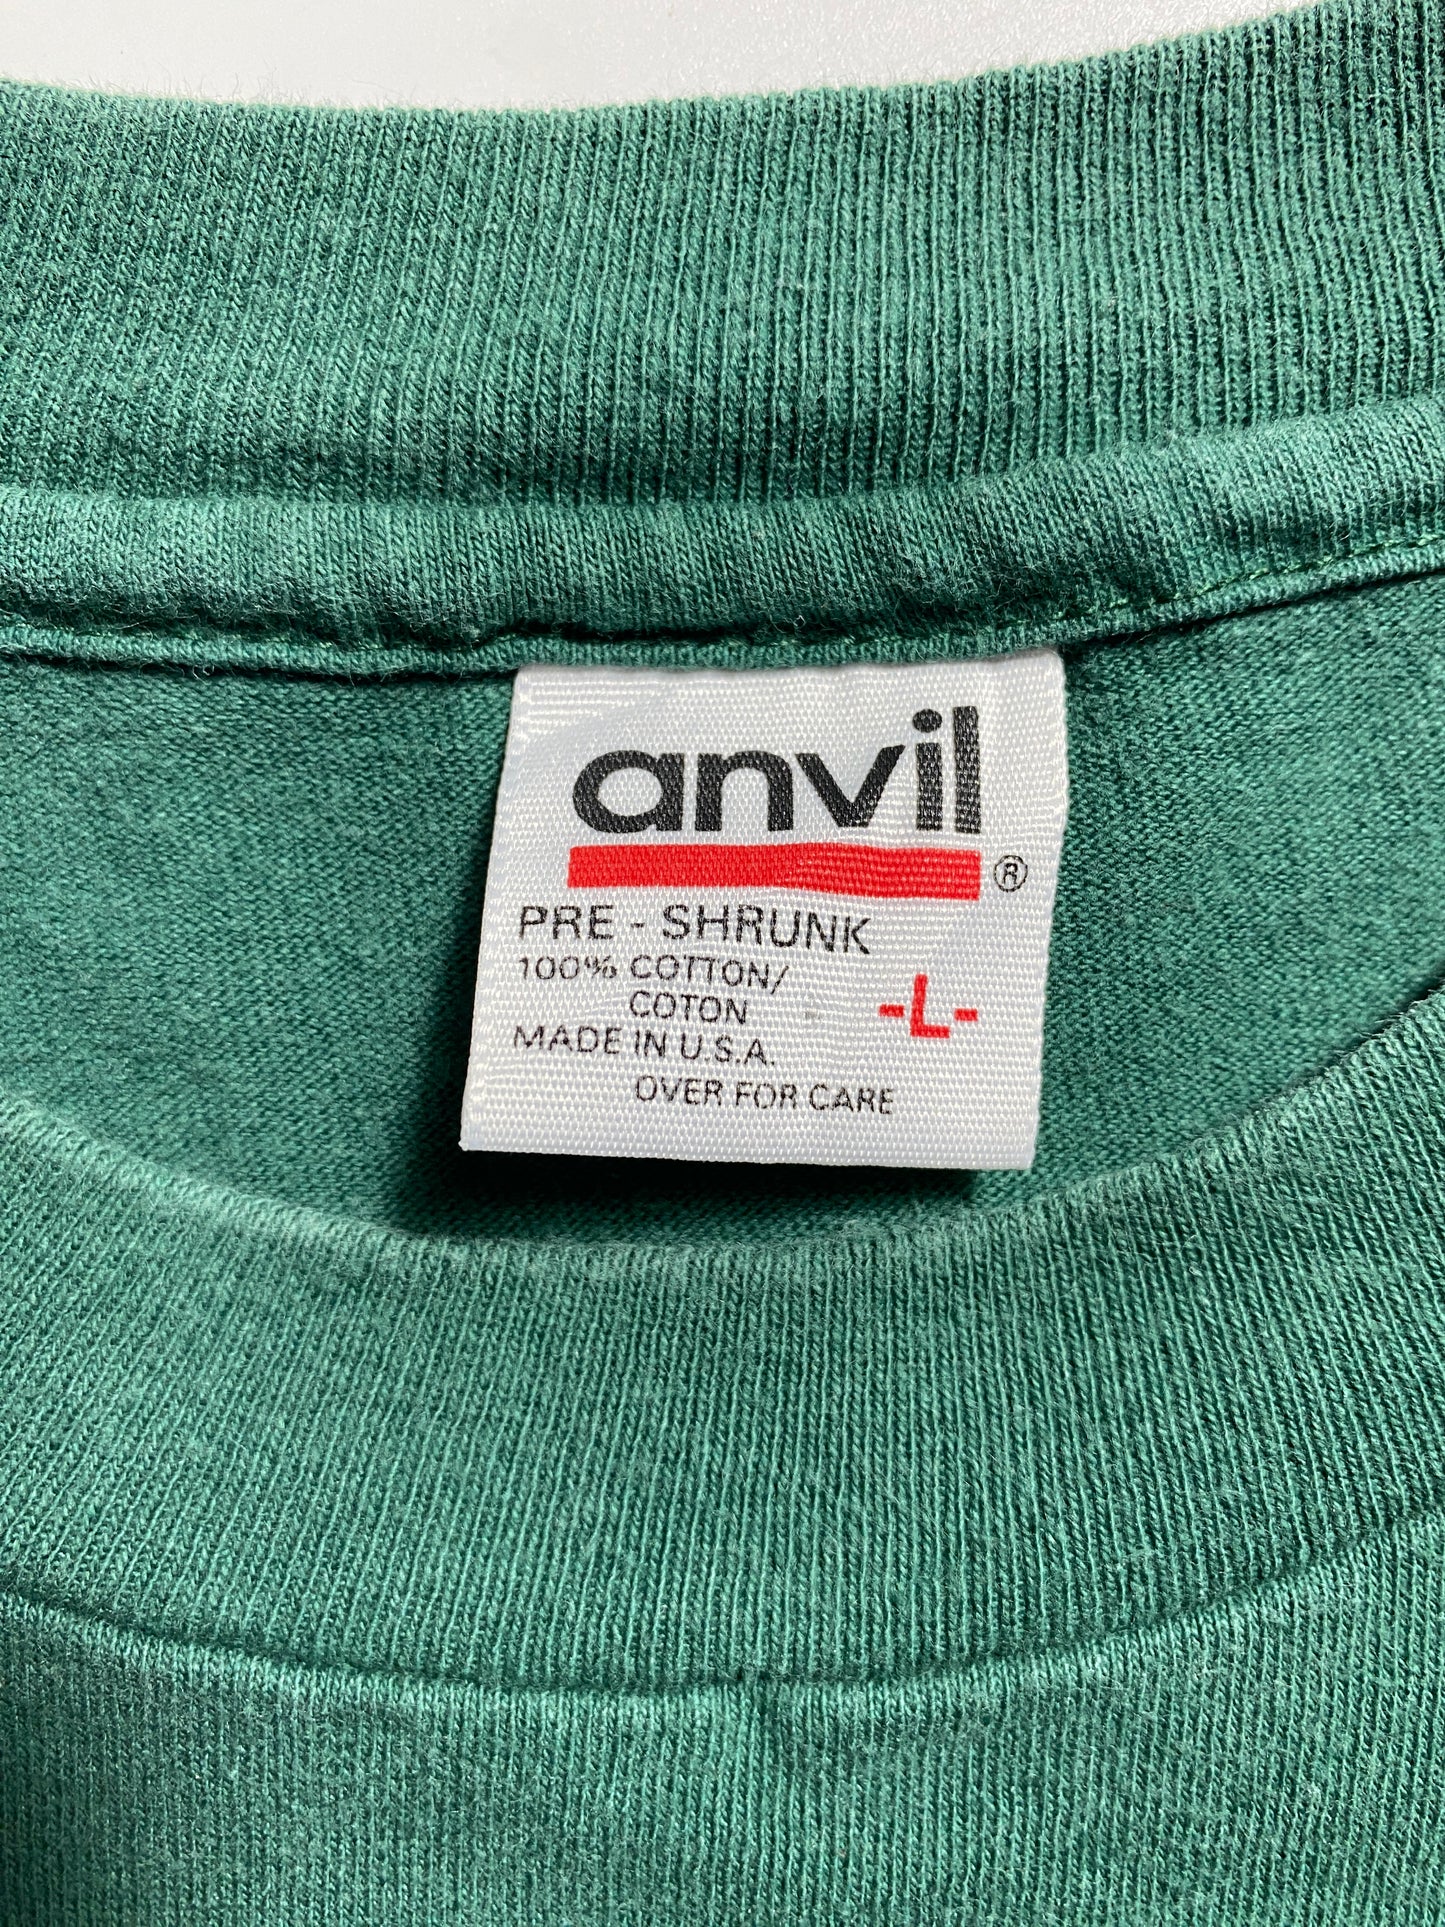 anvil
®
PRE - SHRUNK
100% COTTON/
COTON
-L-
MADE IN U.S.A.
OVER FOR CARE